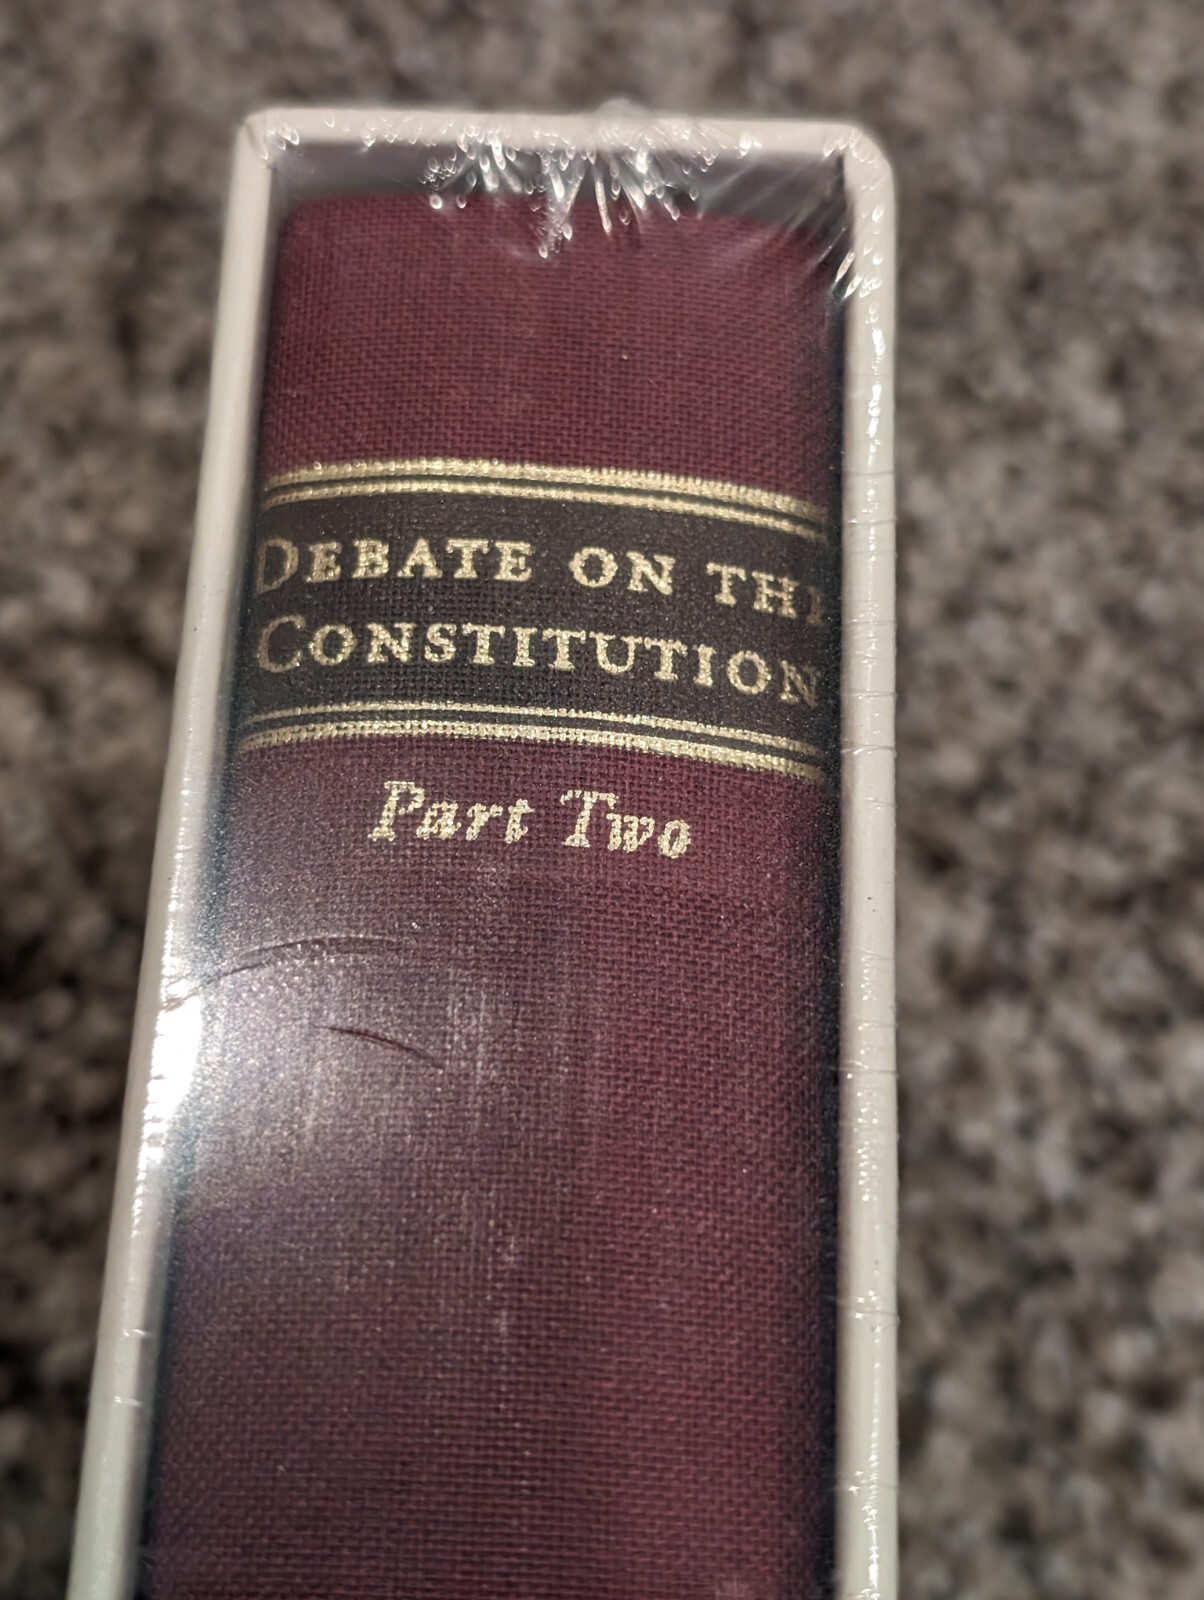 DEBATE ON THE
CONSTITUTION
Part Two